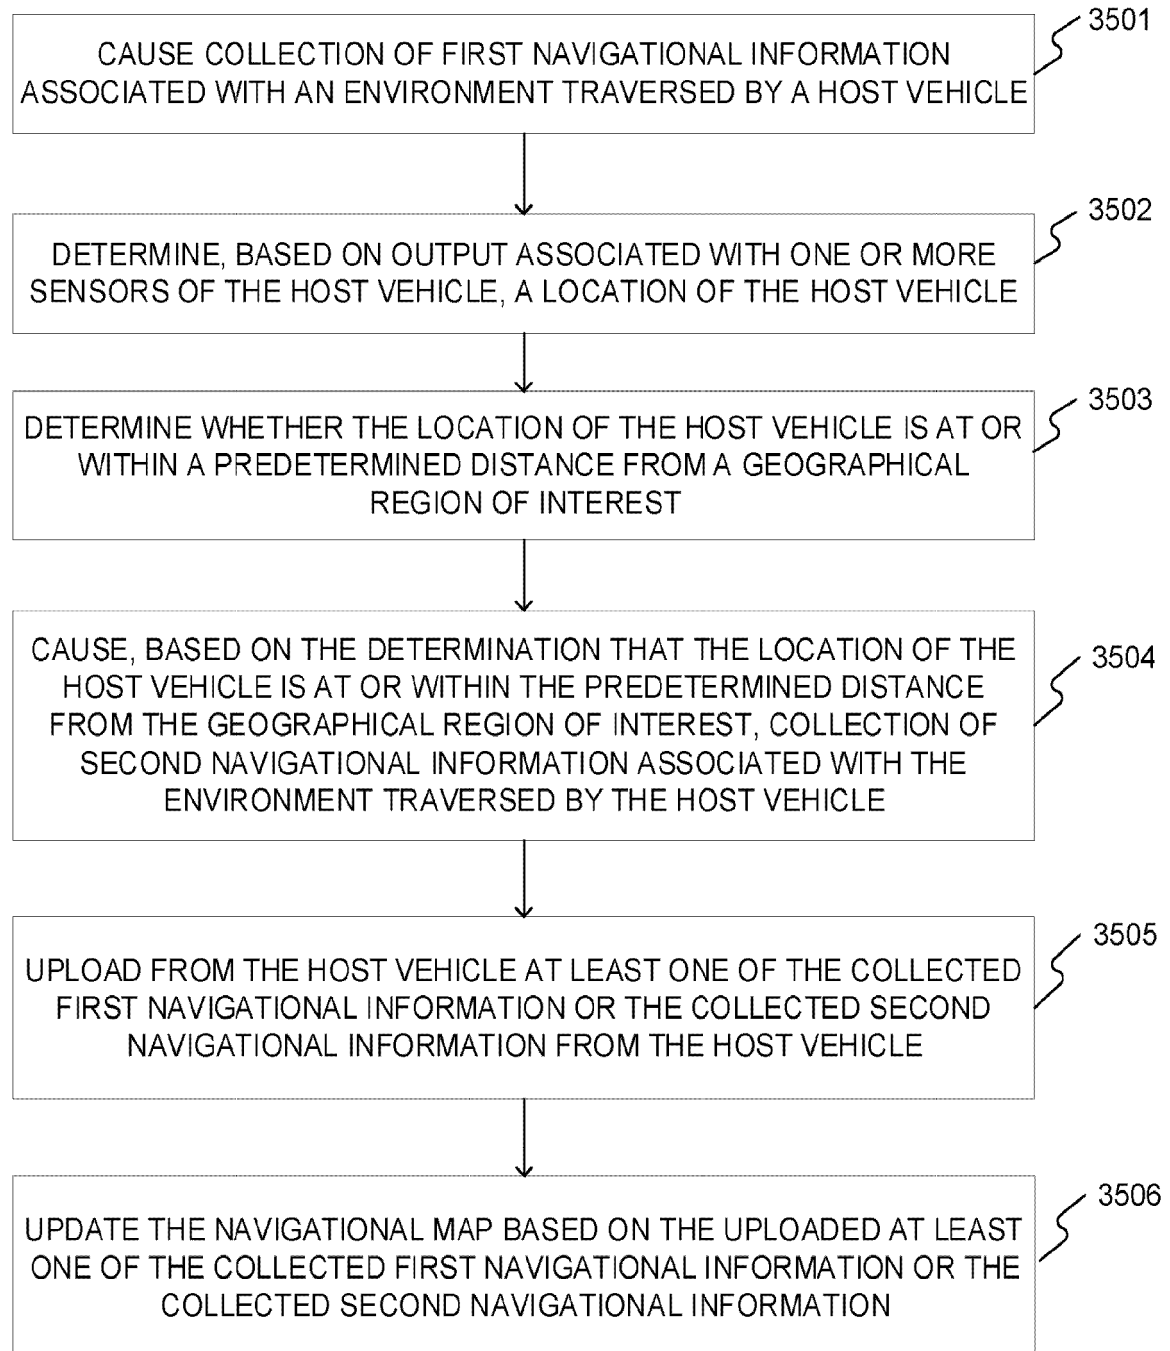 3501
CAUSE COLLECTION OF FIRST NAVIGATIONAL INFORMATION
ASSOCIATED WITH AN ENVIRONMENT TRAVERSED BY A HOST VEHICLE
3502
DETERMINE, BASED ON OUTPUT ASSOCIATED WITH ONE OR MORE
SENSORS OF THE HOST VEHICLE, A LOCATION OF THE HOST VEHICLE
3503
DETERMINE WHETHER THE LOCATION OF THE HOST VEHICLE IS AT OR
WITHIN A PREDETERMINED DISTANCE FROM A GEOGRAPHICAL
REGION OF INTEREST
3504
CAUSE, BASED ON THE DETERMINATION THAT THE LOCATION OF THE
HOST VEHICLE IS AT OR WITHIN THE PREDETERMINED DISTANCE
FROM THE GEOGRAPHICAL REGION OF INTEREST, COLLECTION OF
SECOND NAVIGATIONAL INFORMATION ASSOCIATED WITH THE
ENVIRONMENT TRAVERSED BY THE HOST VEHICLE
3505
UPLOAD FROM THE HOST VEHICLE AT LEAST ONE OF THE COLLECTED
FIRST NAVIGATIONAL INFORMATION OR THE COLLECTED SECOND
NAVIGATIONAL INFORMATION FROM THE HOST VEHICLE
3506
UPDATE THE NAVIGATIONAL MAP BASED ON THE UPLOADED AT LEAST
ONE OF THE COLLECTED FIRST NAVIGATIONAL INFORMATION OR THE
COLLECTED SECOND NAVIGATIONAL INFORMATION